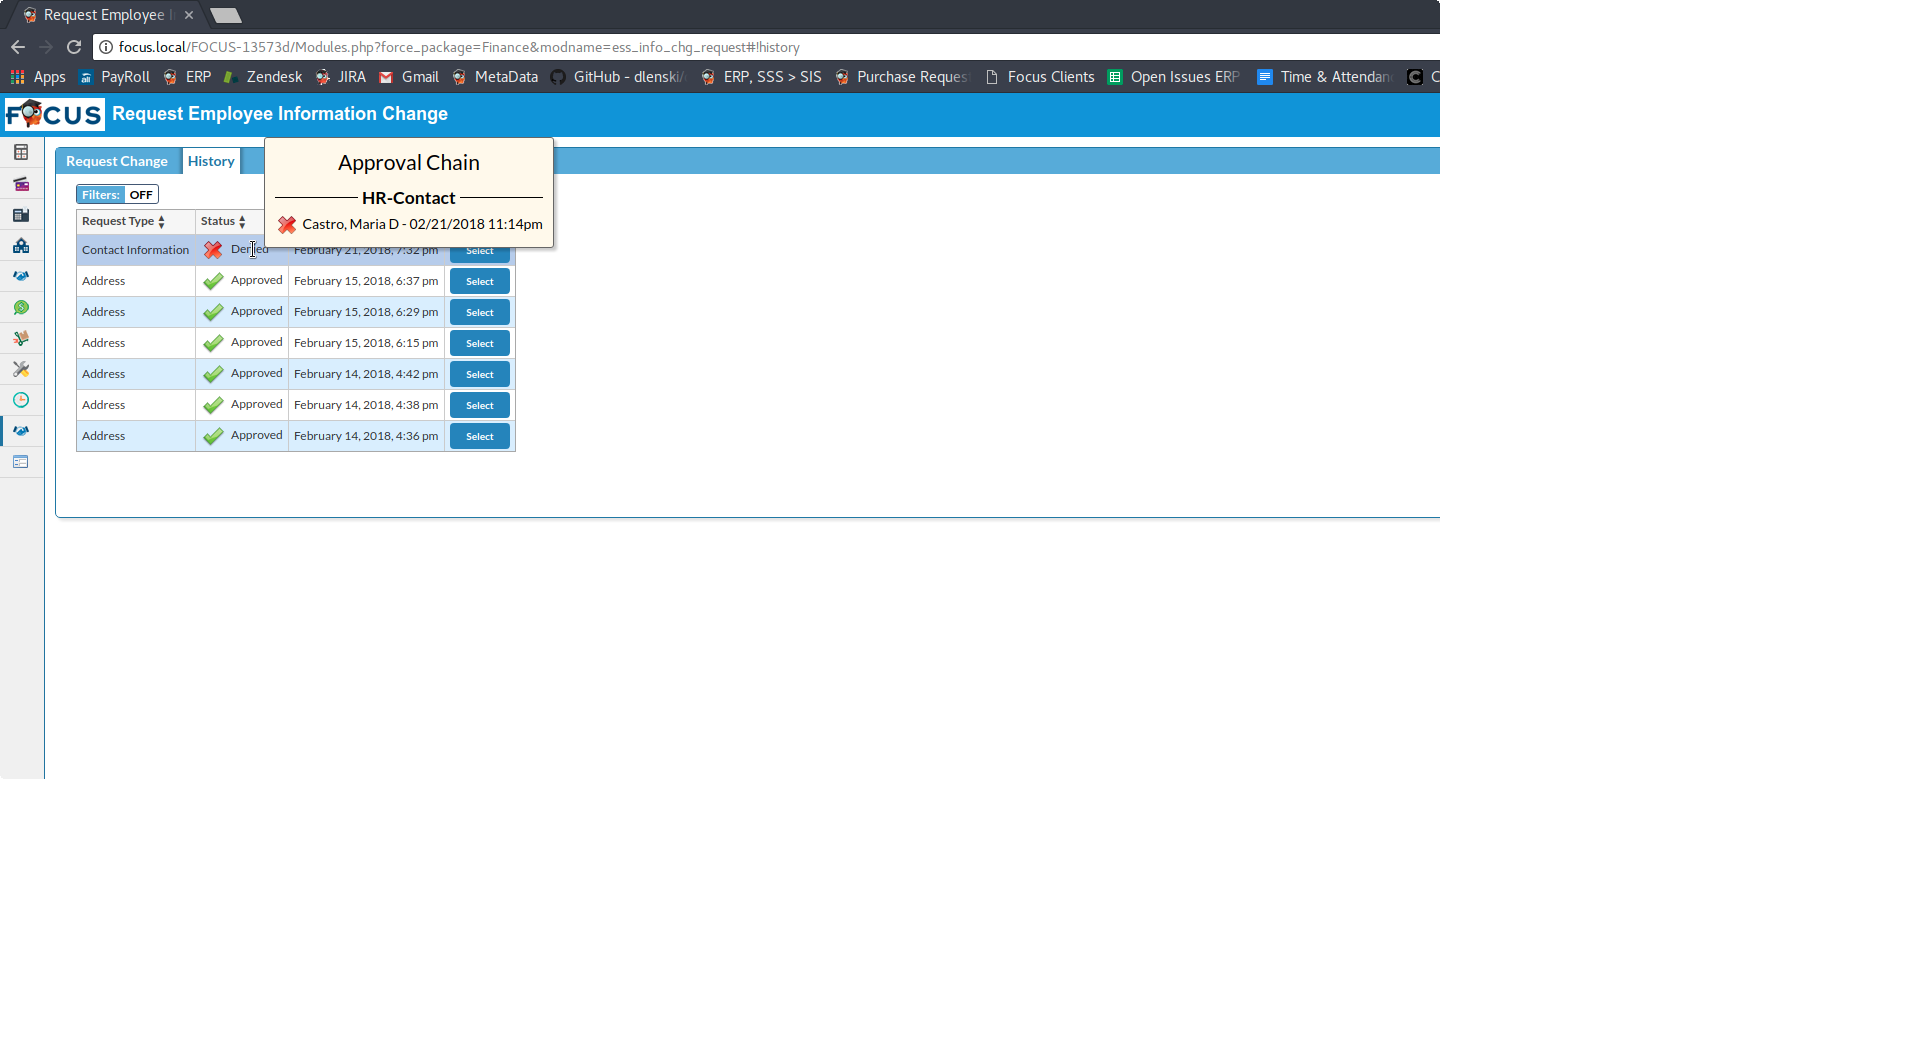 Request Employee I
focus.local/FOCUS-13573d/Modules.php?force_package=Finance&modname=ess_info_chg_request#!history
Apps PayRoll ERP Zendesk JIRA Gmail MetaData GitHub - dlenski/ ERP, SSS > SIS Purchase Reques Focus Clients Open Issues ERP Time & Attendan C
FOCUS Request Employee Information Change
Request Change History
Approval Chain
HR-Contact
Castro, Maria D - 02/21/2018 11:14pm
Filters: OFF
Request Type Status
Contact Information Denied February 21, 2018, 7:32 pm Select
Address Approved February 15, 2018, 6:37 pm Select
Address Approved February 15, 2018, 6:29 pm Select
Address Approved February 15, 2018, 6:15 pm Select
Address Approved February 14, 2018, 4:42 pm Select
Address Approved February 14, 2018, 4:38 pm Select
Address Approved February 14, 2018, 4:36 pm Select